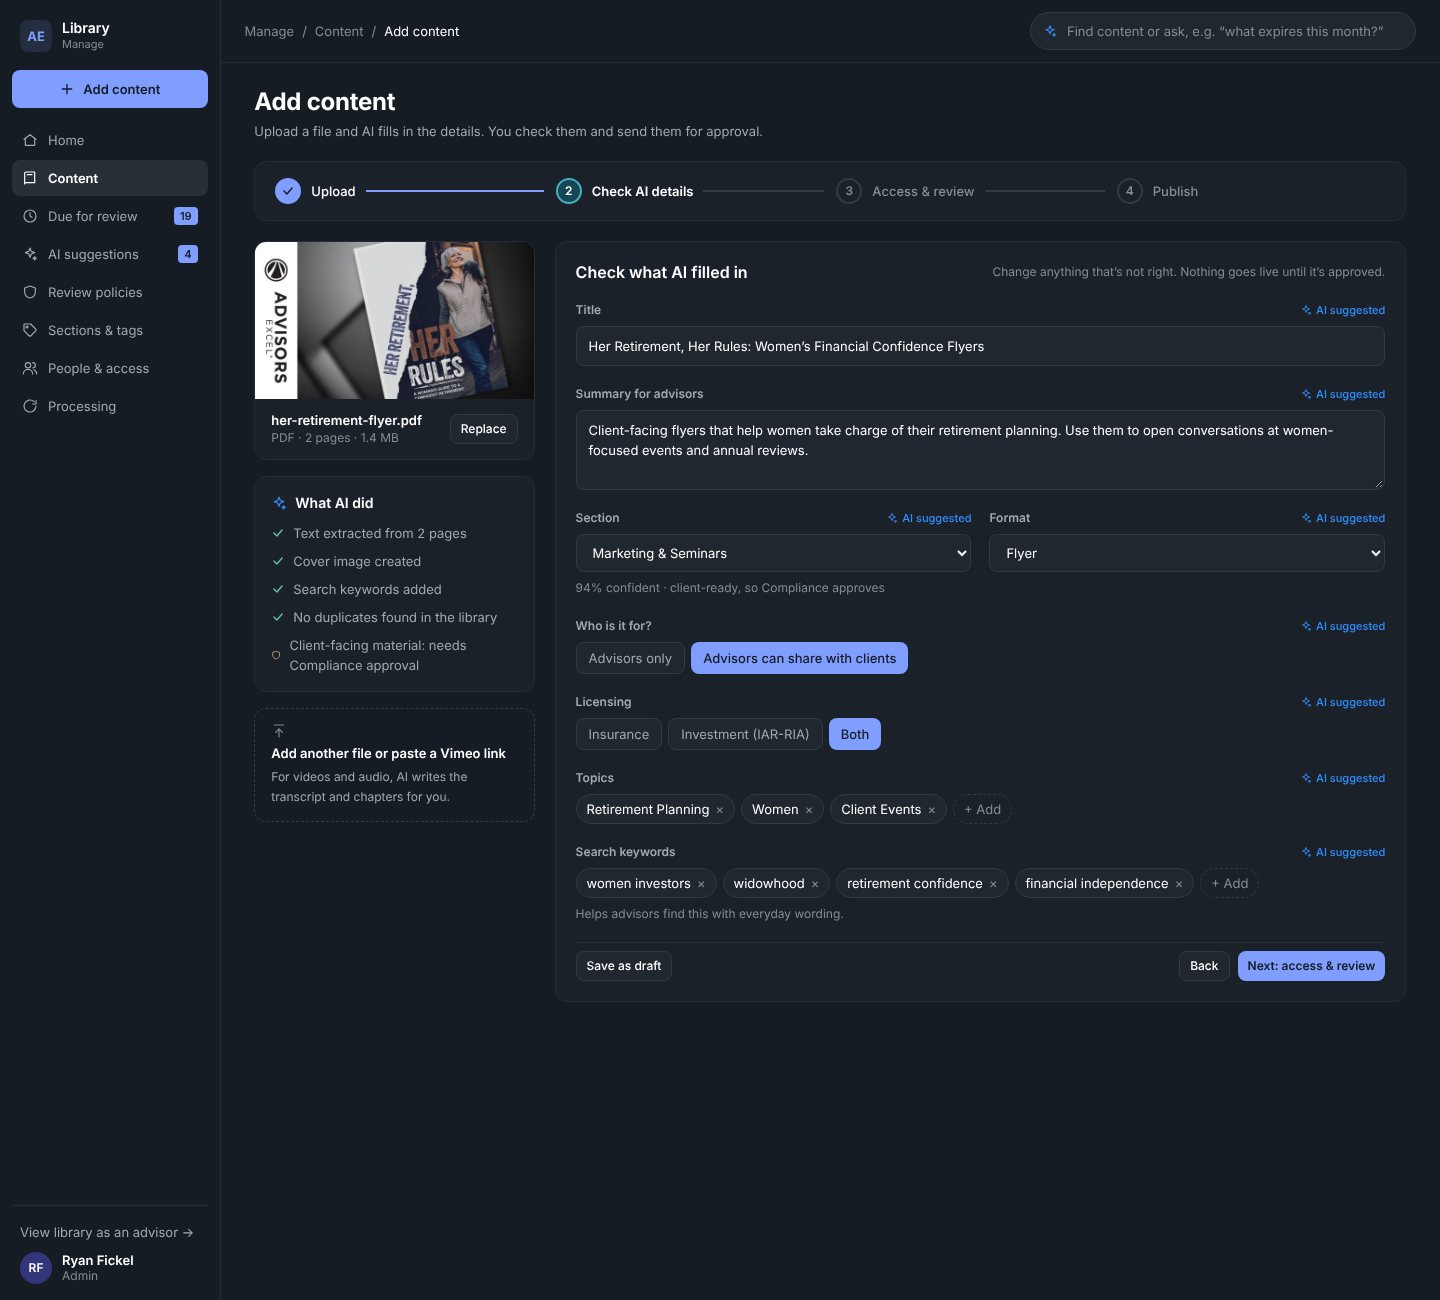 AE
Library
Manage
Add content
Home
Content
Due for review 19
AI suggestions 4
Review policies
Sections & tags
People & access
Processing
View library as an advisor →
RF
Ryan Fickel
Admin
Manage / Content / Add content
Find content or ask, e.g. “what expires this month?”
Add content
Upload a file and AI fills in the details. You check them and send them for approval.
Upload
2 Check AI details
3 Access & review
4 Publish
ADVISORS
EXCEL
HER RETIREMENT,
HER RETIREMENT,
HER
RULES
A WOMAN'S GUIDE TO A
CONFIDENT RETIREMENT
her-retirement-flyer.pdf
PDF · 2 pages · 1.4 MB
Replace
What AI did
Text extracted from 2 pages
Cover image created
Search keywords added
No duplicates found in the library
Client-facing material: needs
Compliance approval
Add another file or paste a Vimeo link
For videos and audio, AI writes the
transcript and chapters for you.
Check what AI filled in
Change anything that’s not right. Nothing goes live until it’s approved.
Title
AI suggested
Her Retirement, Her Rules: Women’s Financial Confidence Flyers
Summary for advisors
AI suggested
Client-facing flyers that help women take charge of their retirement planning. Use them to open conversations at women-
focused events and annual reviews.
Section
AI suggested
Format
AI suggested
Marketing & Seminars
Flyer
94% confident · client-ready, so Compliance approves
Who is it for?
AI suggested
Advisors only
Advisors can share with clients
Licensing
AI suggested
Insurance
Investment (IAR-RIA)
Both
Topics
AI suggested
Retirement Planning ×
Women ×
Client Events ×
+ Add
Search keywords
AI suggested
women investors ×
widowhood ×
retirement confidence ×
financial independence ×
+ Add
Helps advisors find this with everyday wording.
Save as draft
Back
Next: access & review